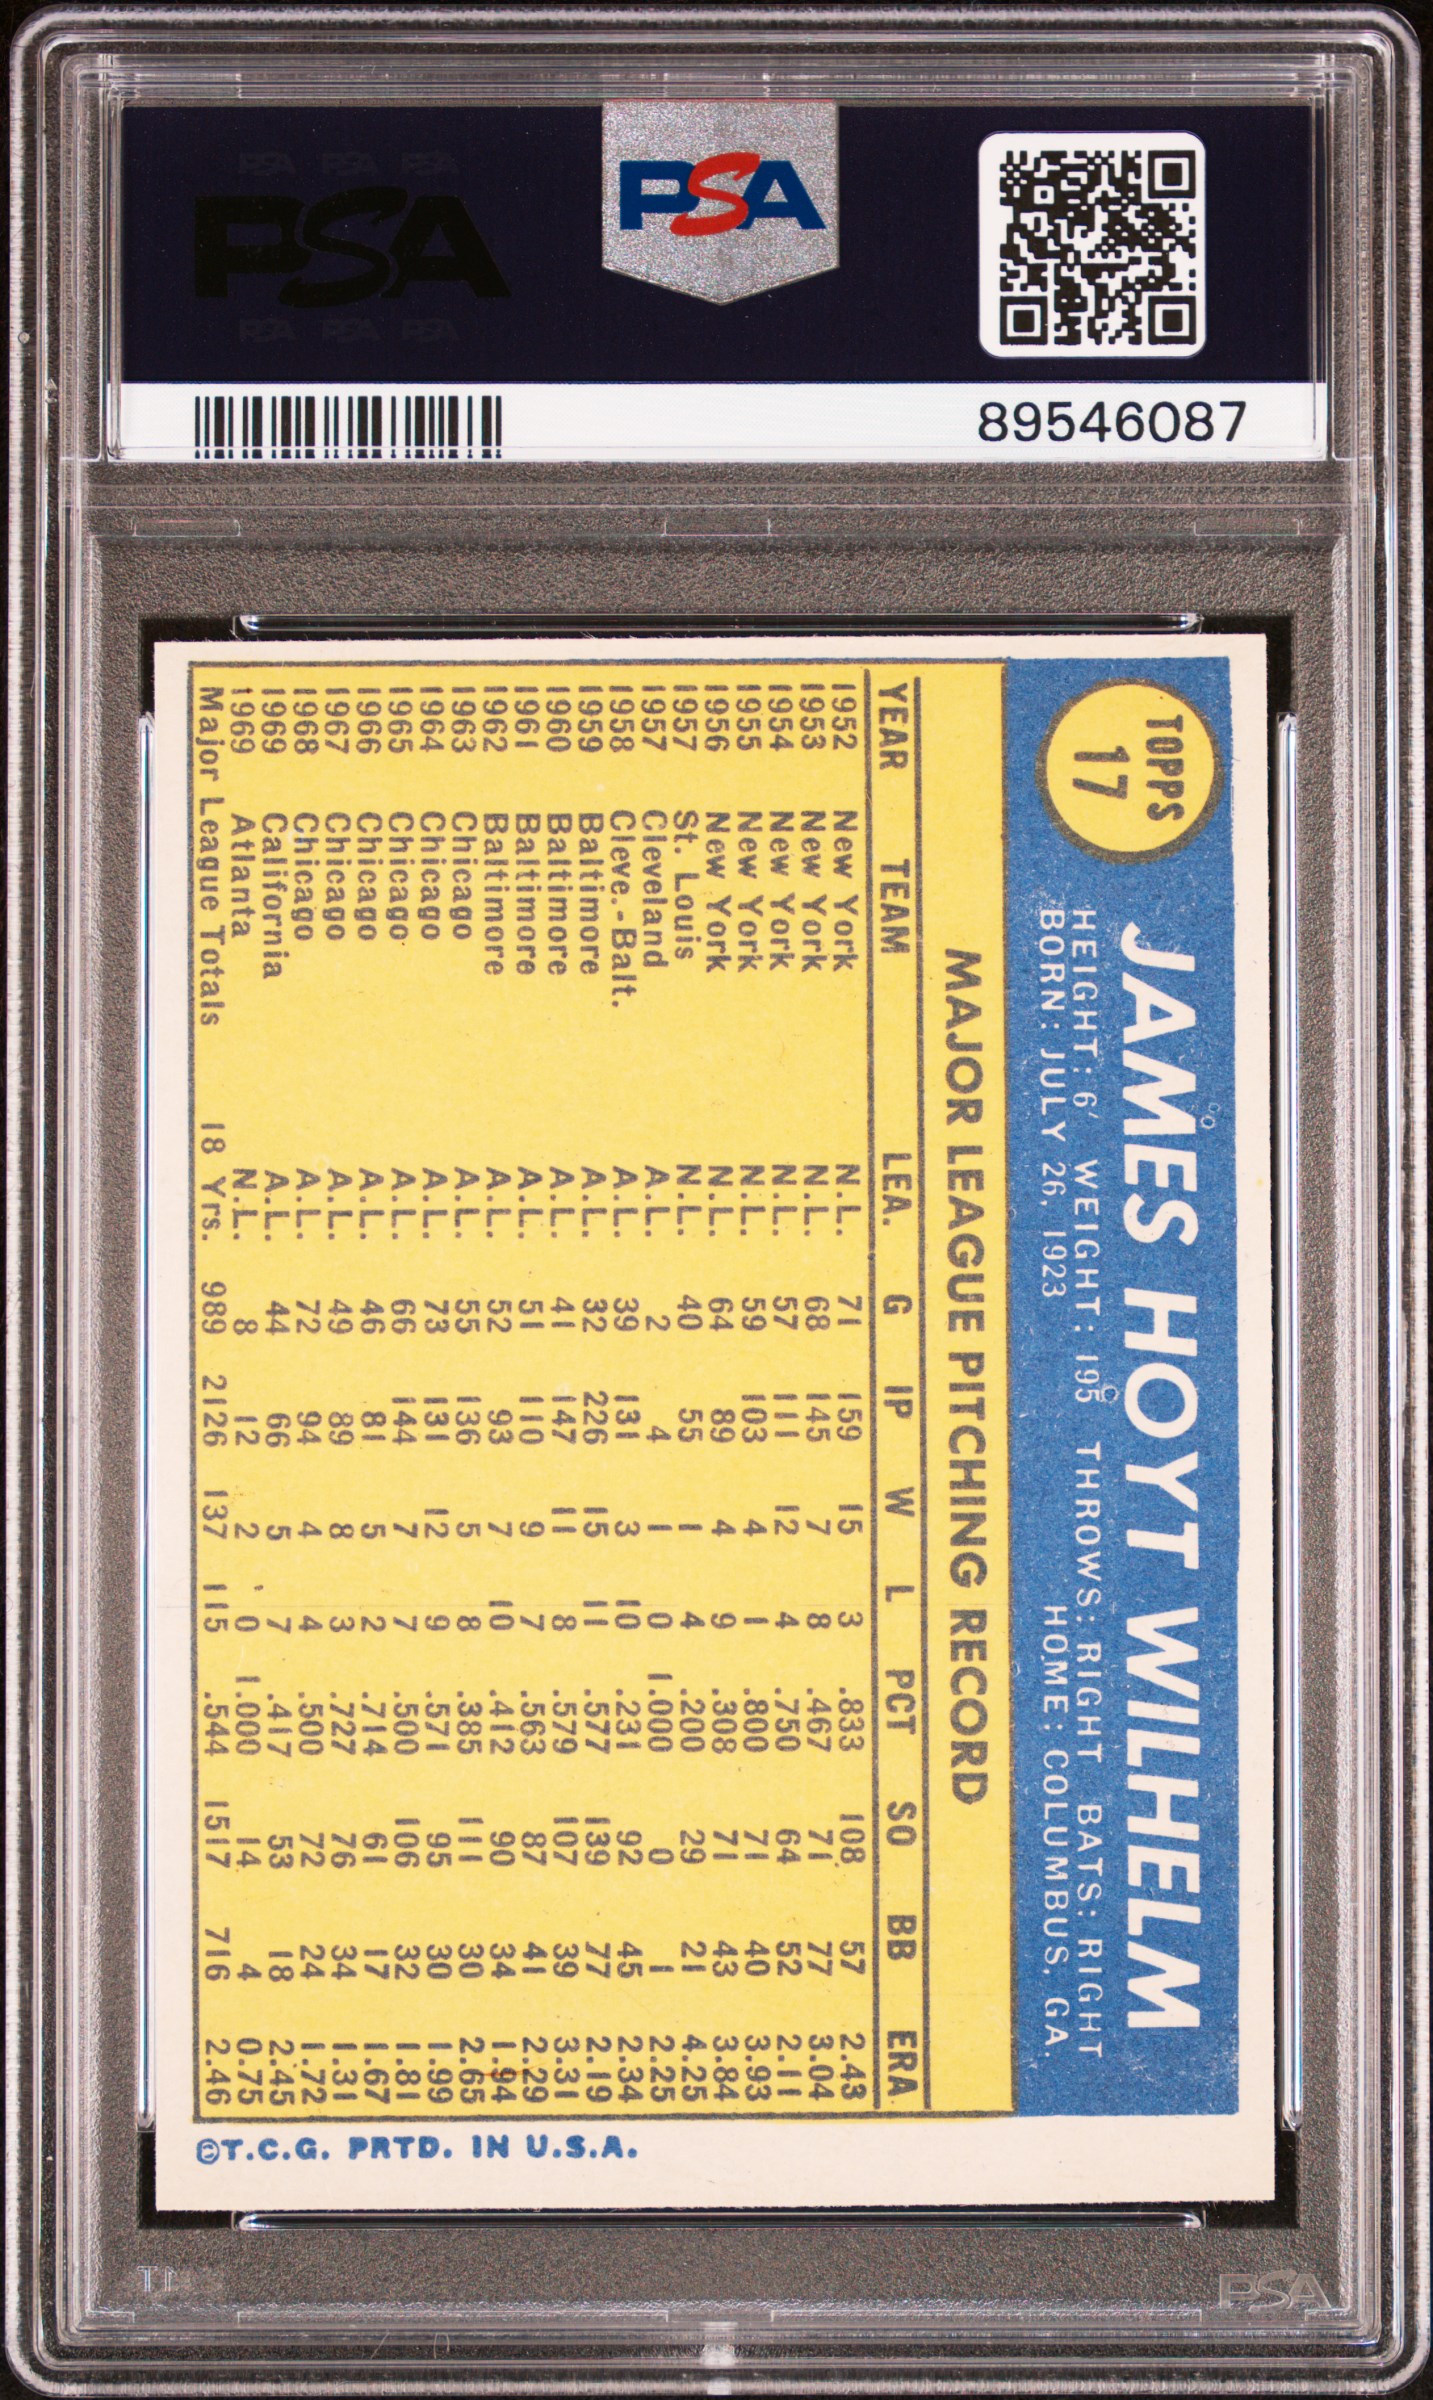 PSA PSA PSA
PSA
PSA PSA PSA
PSA
89546087
TOPPS
17
JAMES HOYT WILHELM
HEIGHT: 6' WEIGHT: 195 THROWS: RIGHT BATS: RIGHT
BORN: JULY 26, 1923 HOME: COLUMBUS, GA.
MAJOR LEAGUE PITCHING RECORD
YEAR TEAM LEA. G IP W L PCT SO BB ERA
1952 New York N.L. 71 159 15 3 .833 108 57 2.43
1953 New York N.L. 68 145 7 8 .467 71 77 3.04
1954 New York N.L. 57 111 12 4 .750 64 52 2.11
1955 New York N.L. 59 103 4 1 .800 71 40 3.93
1956 New York N.L. 64 89 4 9 .308 71 43 3.84
1957 St. Louis N.L. 40 55 1 4 .200 29 21 4.25
1957 Cleveland A.L. 2 4 1 0 1.000 0 1 2.25
1958 Cleve.-Balt. A.L. 39 131 3 10 .231 92 45 2.34
1959 Baltimore A.L. 32 226 15 11 .577 139 77 2.19
1960 Baltimore A.L. 41 147 11 8 .579 107 39 3.31
1961 Baltimore A.L. 51 110 9 7 .563 87 41 2.29
1962 Baltimore A.L. 52 93 7 10 .412 90 34 1.94
1963 Chicago A.L. 55 136 5 8 .385 111 30 2.65
1964 Chicago A.L. 73 131 12 9 .571 95 30 1.99
1965 Chicago A.L. 66 144 7 7 .500 106 32 1.81
1966 Chicago A.L. 46 81 5 2 .714 61 17 1.67
1967 Chicago A.L. 49 89 8 3 .727 76 34 1.31
1968 Chicago A.L. 72 94 4 4 .500 72 24 1.72
1969 California A.L. 44 66 5 7 .417 53 18 2.45
1969 Atlanta N.L. 8 12 2 0 1.000 14 4 0.75
Major League Totals 18 Yrs. 989 2126 137 115 .544 1517 716 2.46
©T.C.G. PRTD. IN U.S.A.
PSA